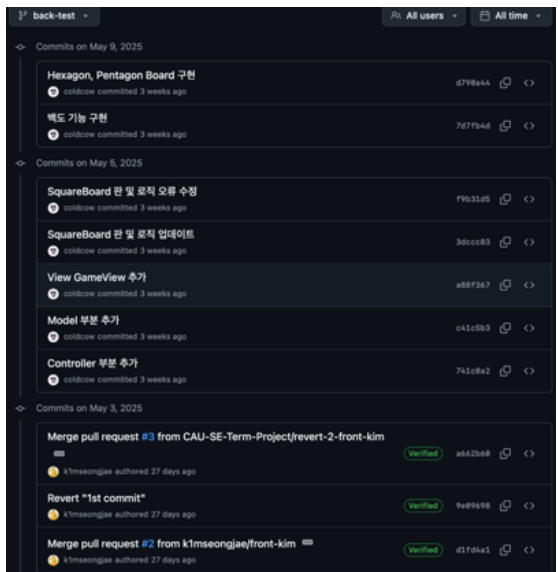 back-test
All users
All time
Commits on May 9, 2025
Hexagon, Pentagon Board 구현
coldcow committed 3 weeks ago
d790a44
백도 기능 구현
coldcow committed 3 weeks ago
7d7fb4d
Commits on May 5, 2025
SquareBoard 판 및 로직 오류 수정
coldcow committed 3 weeks ago
f9b31d5
SquareBoard 판 및 로직 업데이트
coldcow committed 3 weeks ago
3dccc83
View GameView 추가
coldcow committed 3 weeks ago
a88f367
Model 부분 추가
coldcow committed 3 weeks ago
c41c5b3
Controller 부분 추가
coldcow committed 3 weeks ago
741c0a2
Commits on May 3, 2025
Merge pull request #3 from CAU-SE-Term-Project/revert-2-front-kim
k1mseongjae authored 27 days ago
Verified
a662b60
Revert "1st commit"
k1mseongjae authored 27 days ago
Verified
9e09698
Merge pull request #2 from k1mseongjae/front-kim
k1mseongjae authored 27 days ago
Verified
d1fd4a1